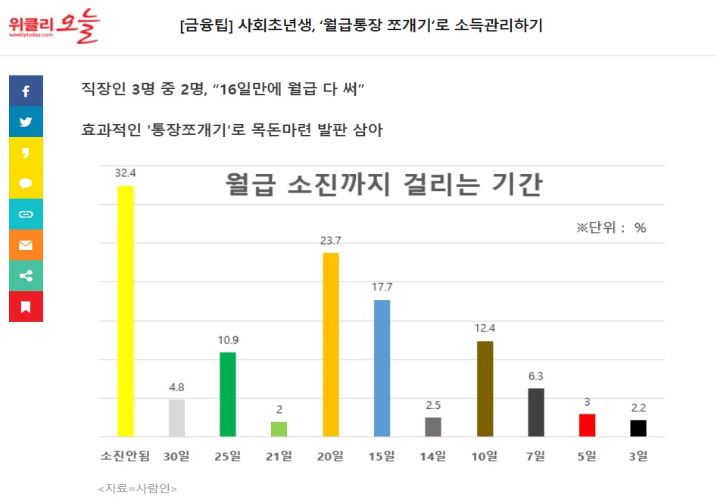 위클리오늘
weeklytoday.com
[금융팁] 사회초년생, ‘월급통장 쪼개기’로 소득관리하기
직장인 3명 중 2명, “16일만에 월급 다 써”
효과적인 '통장쪼개기'로 목돈마련 발판 삼아
월급 소진까지 걸리는 기간
※단위 : %
32.4
4.8
10.9
2
23.7
17.7
2.5
12.4
6.3
3
2.2
소진안됨 30일 25일 21일 20일 15일 14일 10일 7일 5일 3일
<자료=사람인>